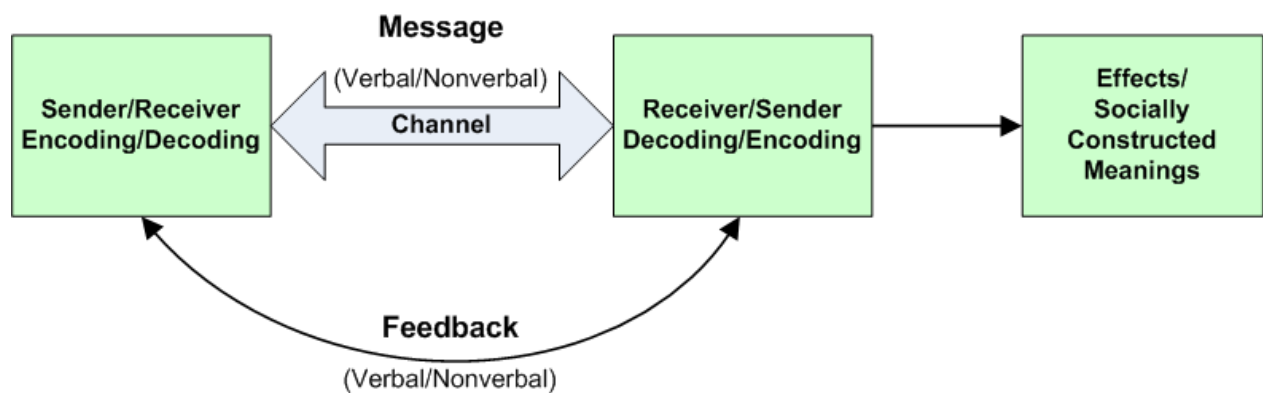 Message
(Verbal/Nonverbal)
Channel
Sender/Receiver
Encoding/Decoding
Receiver/Sender
Decoding/Encoding
Effects/
Socially
Constructed
Meanings
Feedback
(Verbal/Nonverbal)